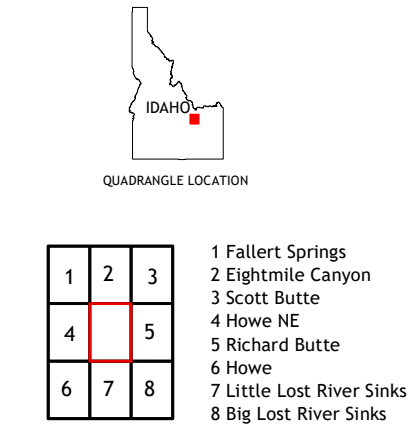 IDAHO
QUADRANGLE LOCATION
1 2 3
4 5
6 7 8
1 Fallert Springs
2 Eightmile Canyon
3 Scott Butte
4 Howe NE
5 Richard Butte
6 Howe
7 Little Lost River Sinks
8 Big Lost River Sinks